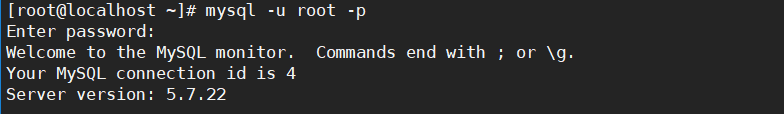 [root@localhost ~]# mysql -u root -p
Enter password:
Welcome to the MySQL monitor.  Commands end with ; or \g.
Your MySQL connection id is 4
Server version: 5.7.22